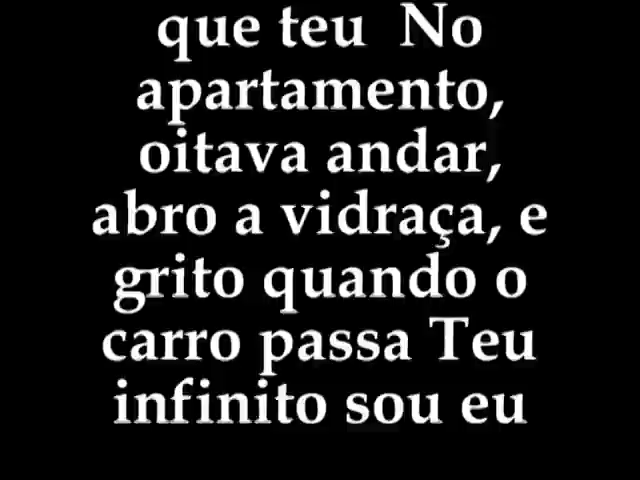 que teu No
apartamento,
oitava andar,
abro a vidraça, e
grito quando o
carro passa Teu
infinito sou eu